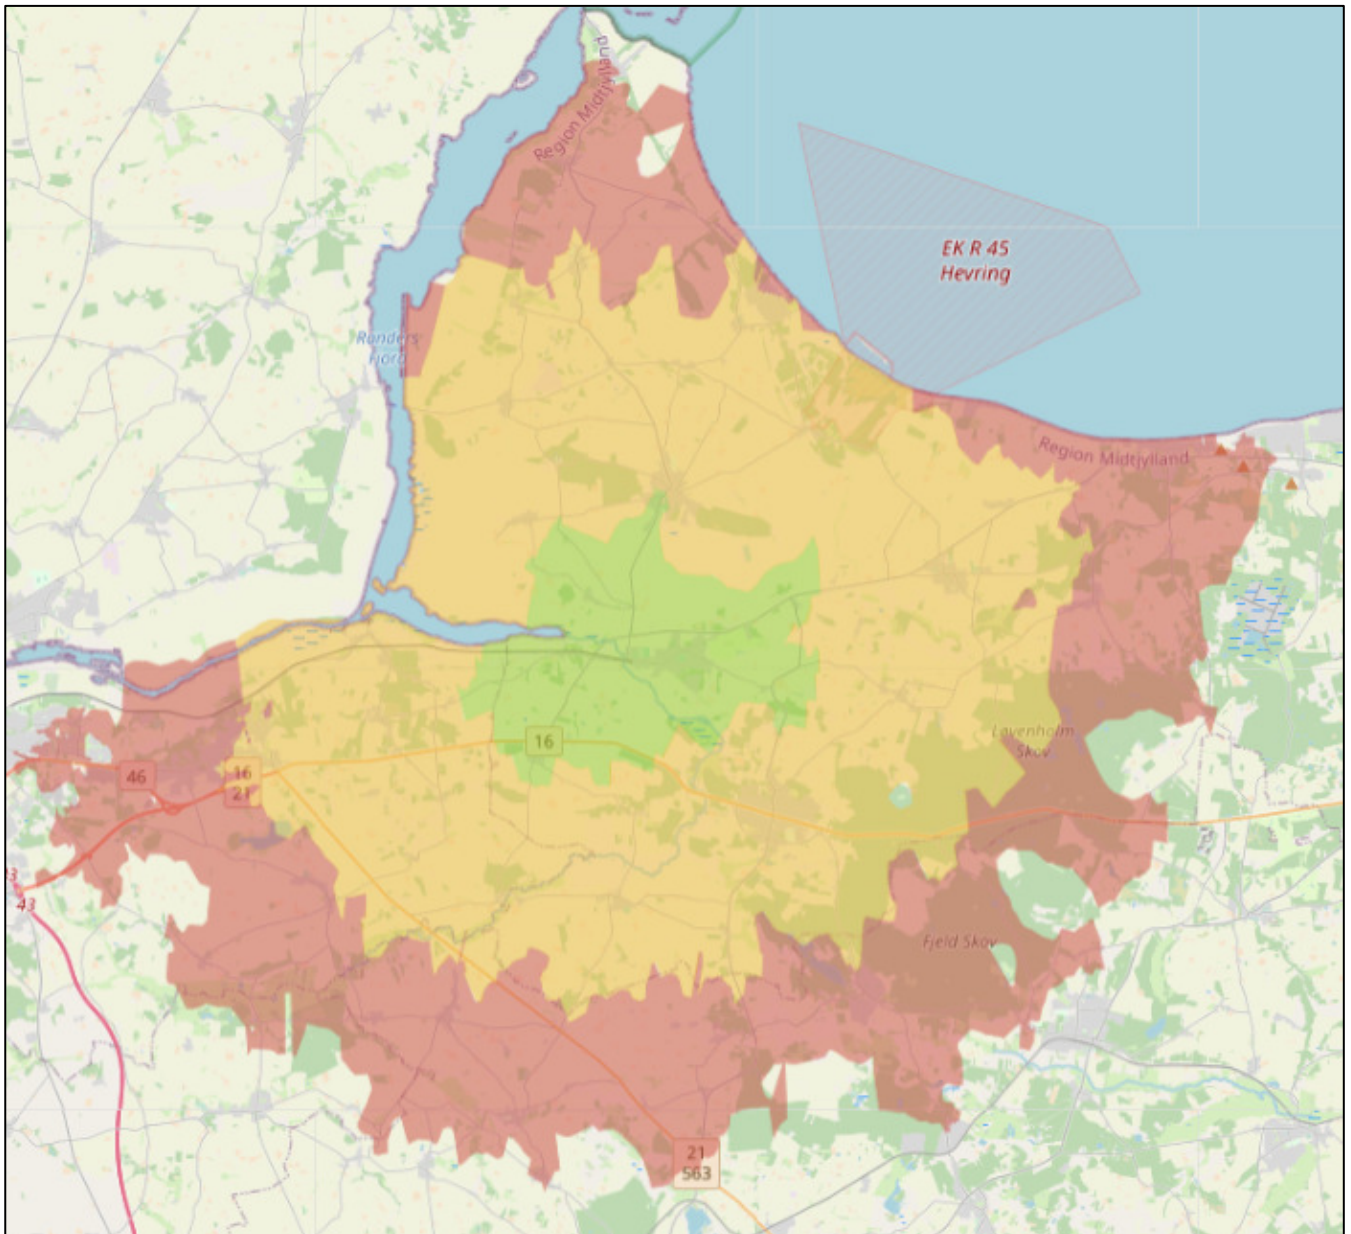 Region Midtjylland
EK R 45
Hevring
Randers
Fjord
Region Midtjylland
16
Løvenholm
Skov
46
16
21
43
Fjeld Skov
21
563